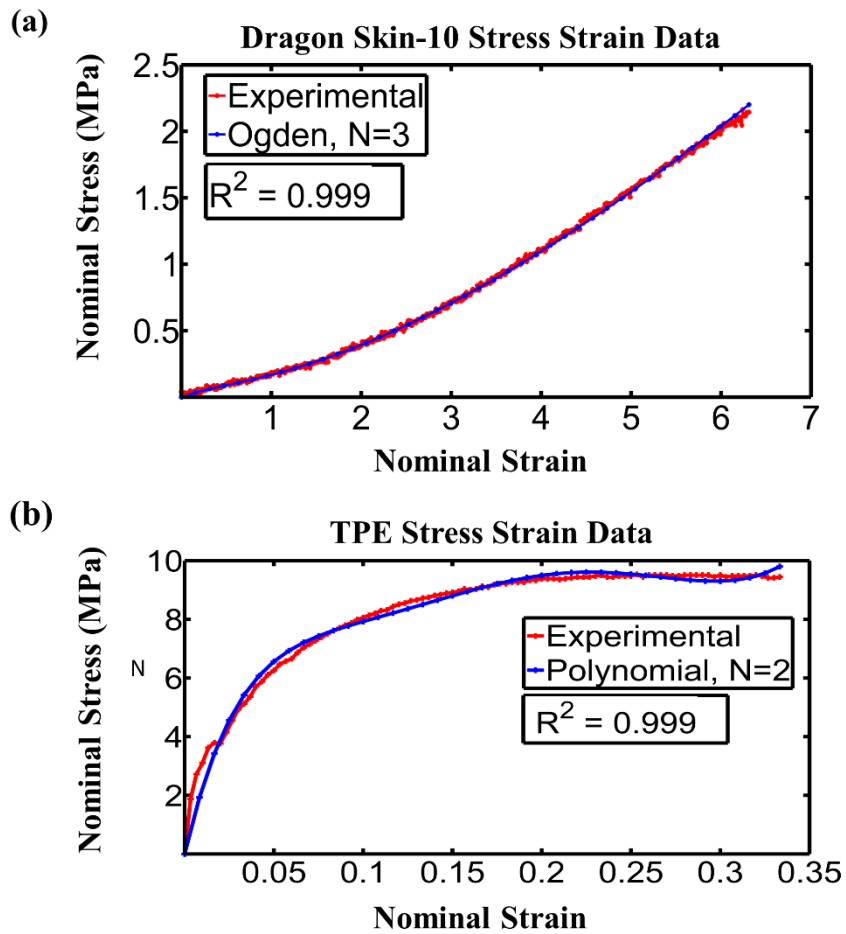 (a)
Dragon Skin-10 Stress Strain Data
Nominal Stress (MPa)
2.5
2
1.5
1
0.5
Experimental
Ogden, N=3
R² = 0.999
1 2 3 4 5 6 7
Nominal Strain
(b)
TPE Stress Strain Data
Nominal Stress (MPa)
N
10
8
6
4
2
Experimental
Polynomial, N=2
R² = 0.999
0.05 0.1 0.15 0.2 0.25 0.3 0.35
Nominal Strain